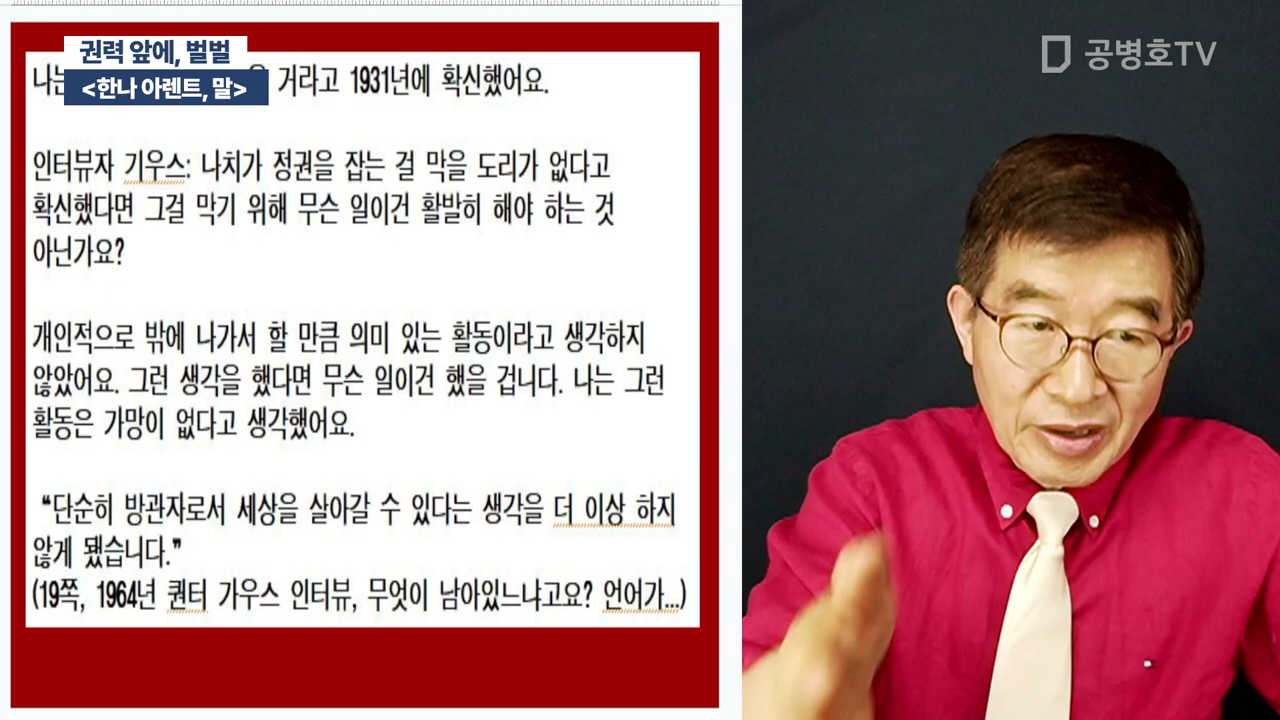 권력 앞에, 벌벌
<한나 아렌트, 말>
공병호TV
나는 거라고 1931년에 확신했어요.
인터뷰자 기우스: 나치가 정권을 잡는 걸 막을 도리가 없다고
확신했다면 그걸 막기 위해 무슨 일이건 활발히 해야 하는 것
아닌가요?
개인적으로 밖에 나가서 할 만큼 의미 있는 활동이라고 생각하지
않았어요. 그런 생각을 했다면 무슨 일이건 했을 겁니다. 나는 그런
활동은 가망이 없다고 생각했어요.
“단순히 방관자로서 세상을 살아갈 수 있다는 생각을 더 이상 하지
않게 됐습니다.”
(19쪽, 1964년 퀀터 가우스 인터뷰, 무엇이 남아있느냐고요? 언어가...)